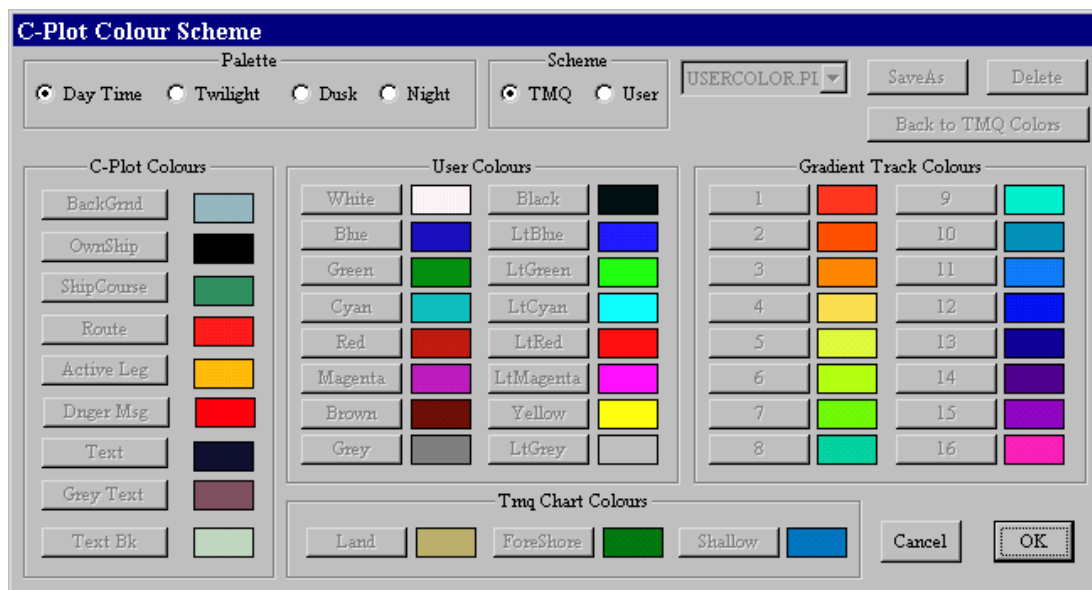 C-Plot Colour Scheme
Palette
Day Time Twilight Dusk Night
Scheme
TMQ User
USERCOLOR.PL
SaveAs Delete
Back to TMQ Colors
C-Plot Colours
BackGrnd
OwnShip
ShipCourse
Route
Active Leg
Dnger Msg
Text
Grey Text
Text Bk
User Colours
White Black
Blue LtBlue
Green LtGreen
Cyan LtCyan
Red LtRed
Magenta LtMagenta
Brown Yellow
Grey LtGrey
Gradient Track Colours
1 9
2 10
3 11
4 12
5 13
6 14
7 15
8 16
Tmq Chart Colours
Land ForeShore Shallow
Cancel OK